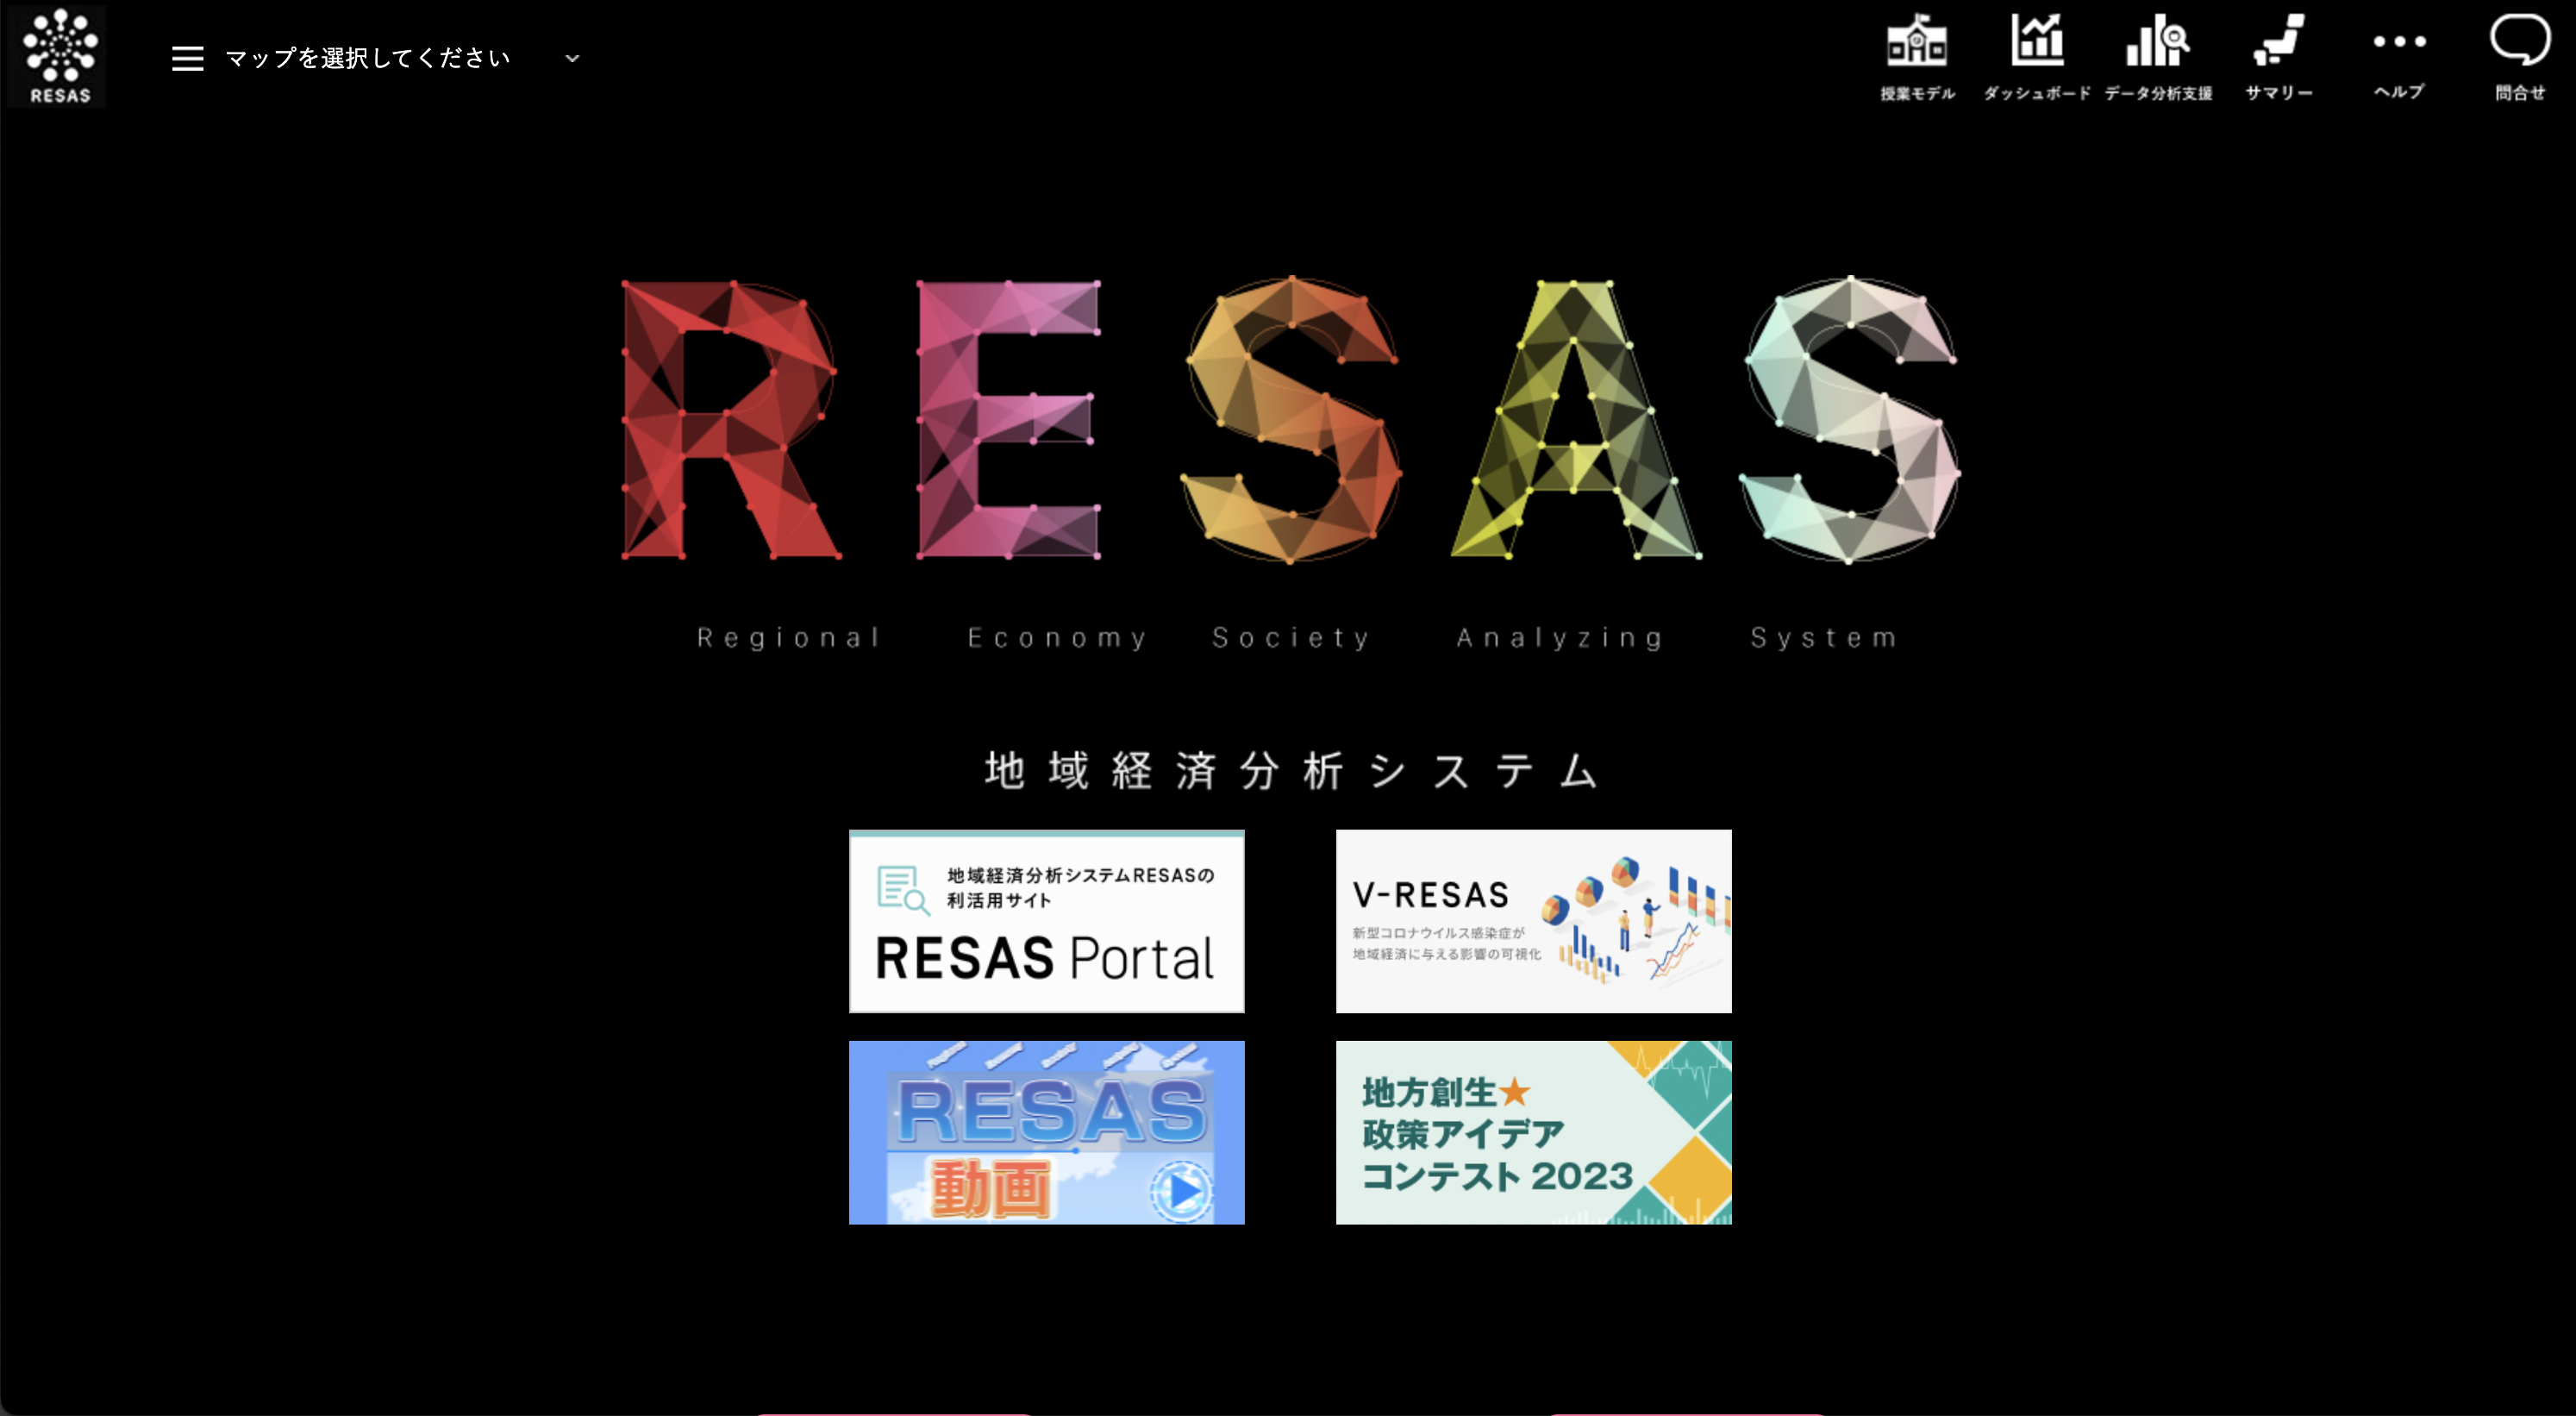 RESAS
マップを選択してください
授業モデル
ダッシュボード
データ分析支援
サマリー
ヘルプ
問合せ
RESAS
Regional Economy Society Analyzing System
地域経済分析システム
地域経済分析システムRESASの
利活用サイト
RESAS Portal
V-RESAS
新型コロナウイルス感染症が
地域経済に与える影響の可視化
RESAS
動画
地方創生★
政策アイデア
コンテスト 2023